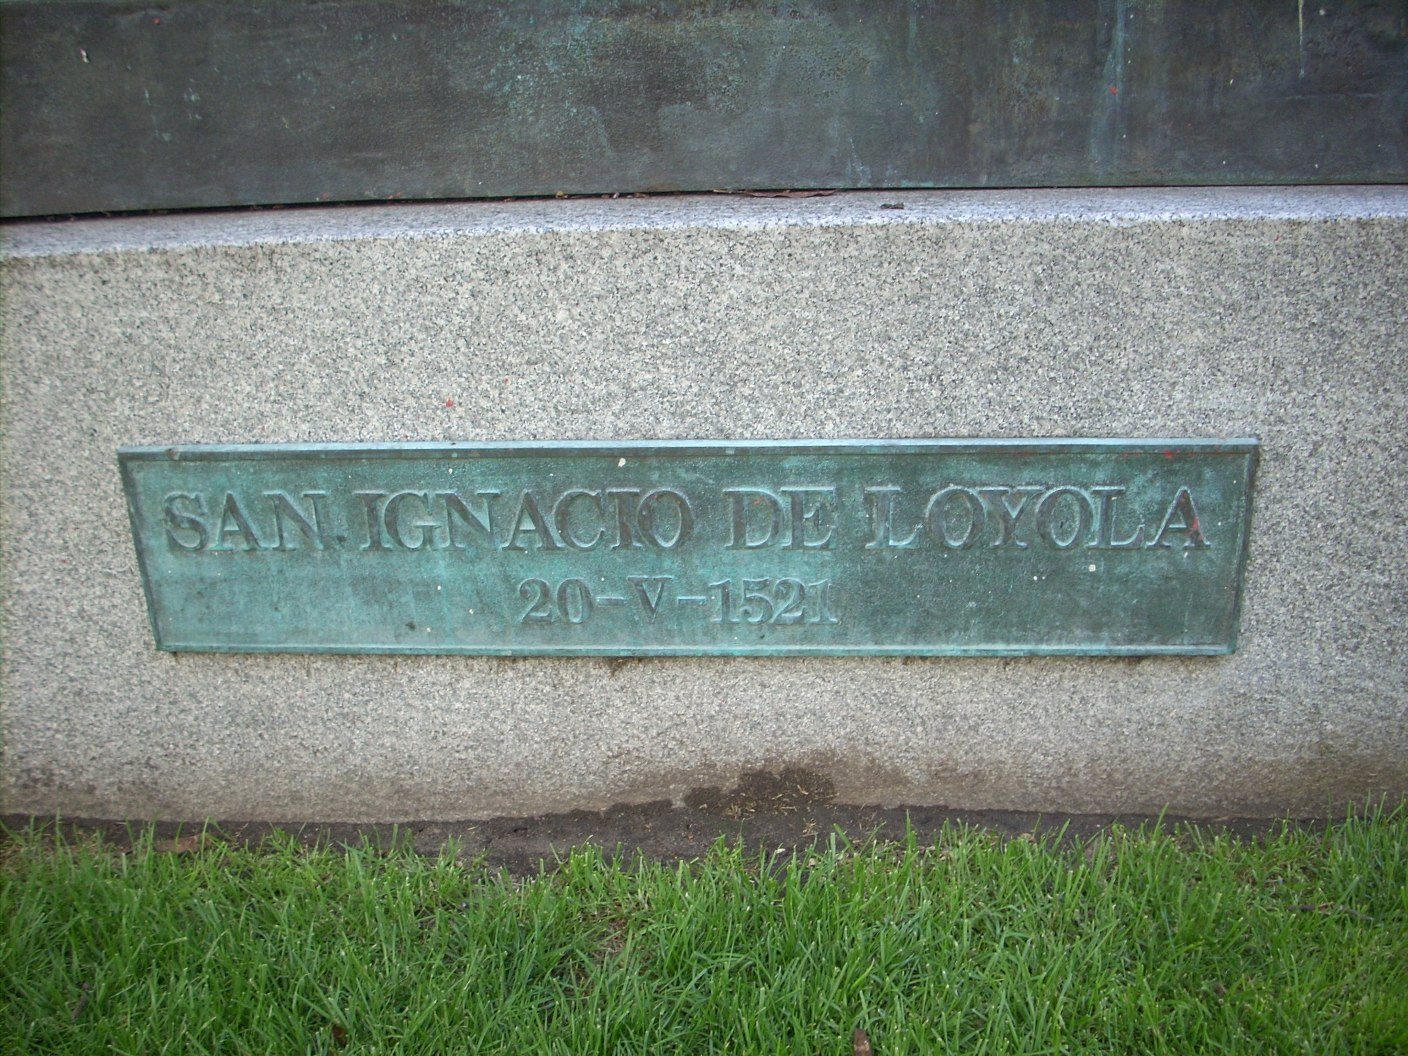 SAN IGNACIO DE LOYOLA
20-V-1521